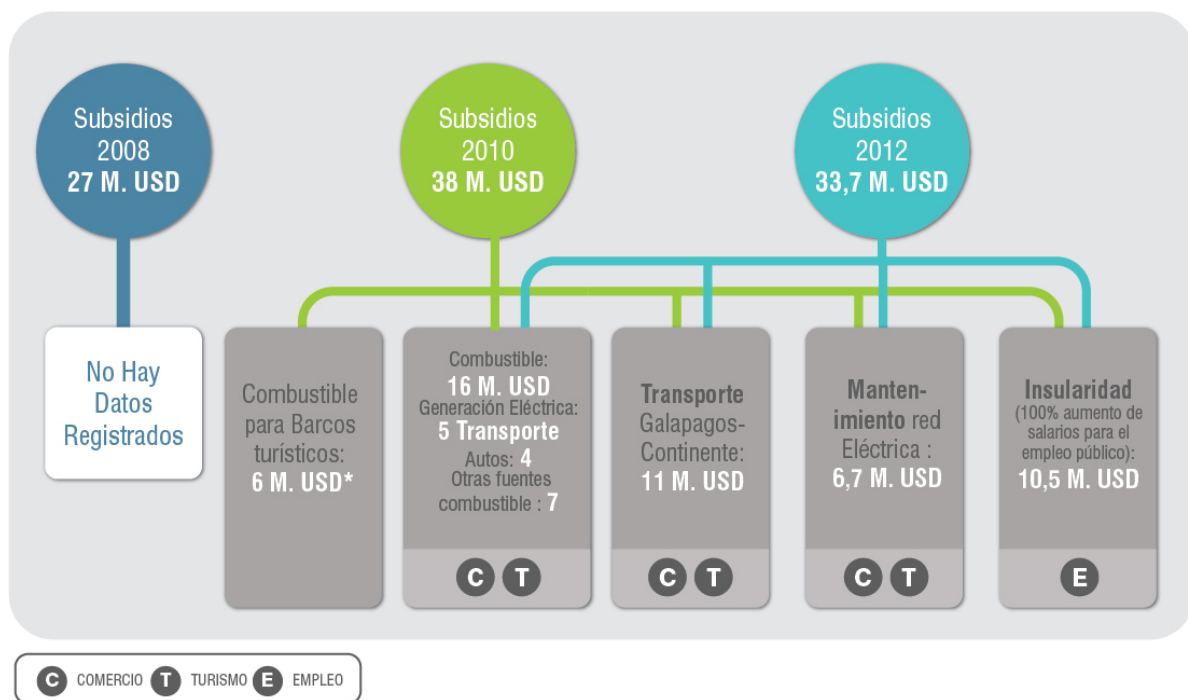 Subsidios
2008
27 M. USD
Subsidios
2010
38 M. USD
Subsidios
2012
33,7 M. USD
No Hay
Datos
Registrados
Combustible
para Barcos
turísticos:
6 M. USD*
Combustible:
16 M. USD
Generación Eléctrica:
5 Transporte
Autos: 4
Otras fuentes
combustible : 7
C T
Transporte
Galapagos-
Continente:
11 M. USD
C T
Manten-
imiento red
Eléctrica :
6,7 M. USD
C T
Insularidad
(100% aumento de
salarios para el
empleo público):
10,5 M. USD
E
C COMERCIO T TURISMO E EMPLEO